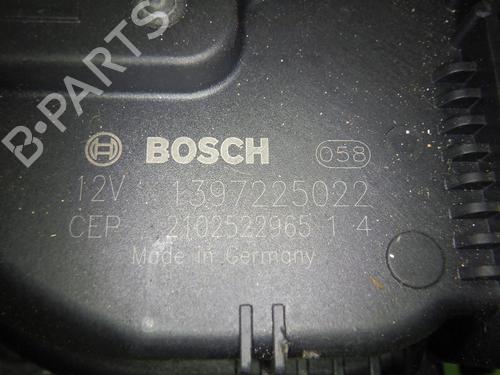 B-PARTS
BOSCH 058
12V 1397225022
CEP 2102522965 1 4
Made in Germany